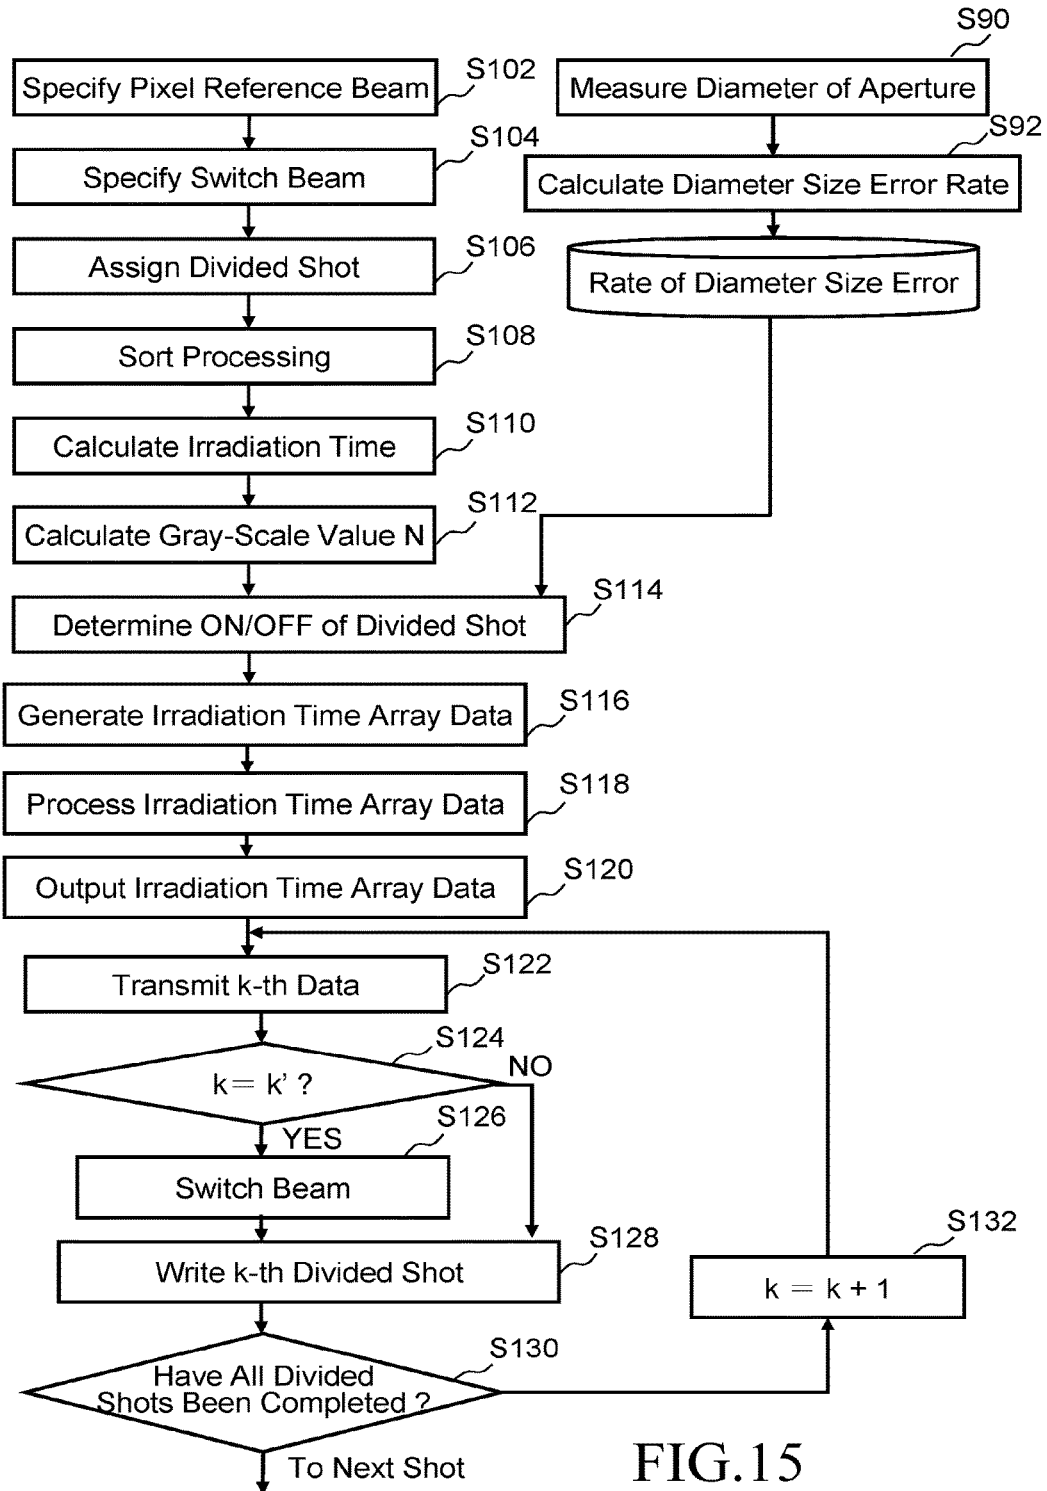 S90
Measure Diameter of Aperture
S92
Calculate Diameter Size Error Rate
Rate of Diameter Size Error
S102
Specify Pixel Reference Beam
S104
Specify Switch Beam
S106
Assign Divided Shot
S108
Sort Processing
S110
Calculate Irradiation Time
S112
Calculate Gray-Scale Value N
S114
Determine ON/OFF of Divided Shot
S116
Generate Irradiation Time Array Data
S118
Process Irradiation Time Array Data
S120
Output Irradiation Time Array Data
S122
Transmit k-th Data
S124
k = k' ?
NO
YES
S126
Switch Beam
S128
Write k-th Divided Shot
S132
k = k + 1
S130
Have All Divided
Shots Been Completed ?
To Next Shot
FIG.15